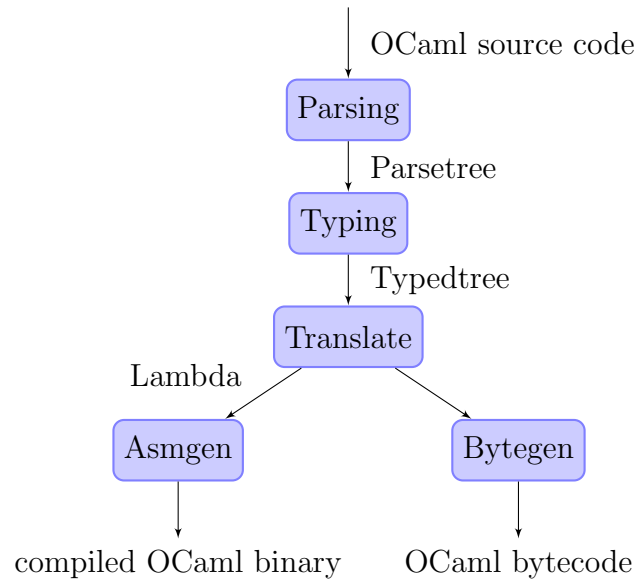 OCaml source code
Parsing
Parsetree
Typing
Typedtree
Translate
Lambda
Asmgen
Bytegen
compiled OCaml binary
OCaml bytecode